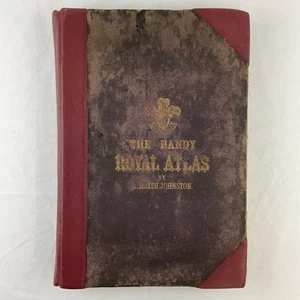 THE HANDY
ROYAL ATLAS
BY
KEITH JOHNSTON